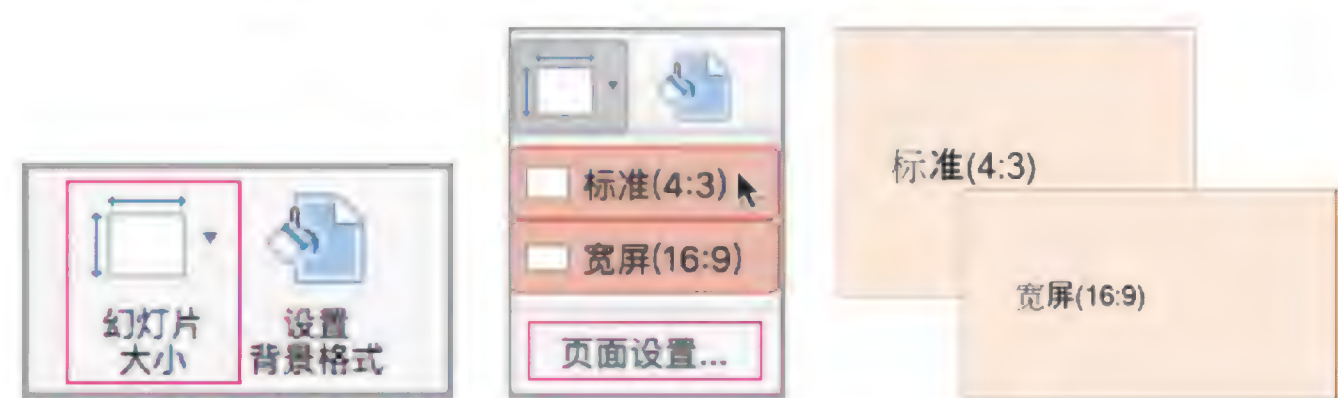 幻灯片
大小
设置
背景格式
标准(4:3)
宽屏(16:9)
页面设置...
标准(4:3)
宽屏(16:9)